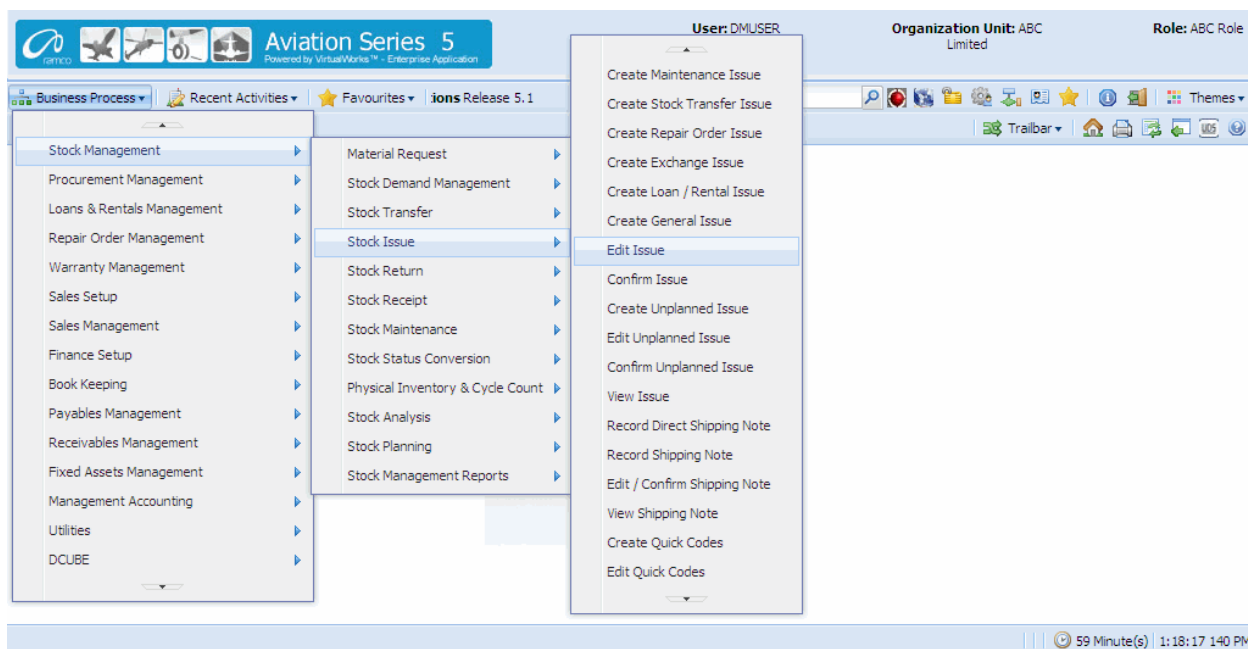 User: DMUSER
Organization Unit: ABC Limited
Role: ABC Role
ramco
Aviation Series 5
Powered by VirtualWorks™ - Enterprise Application
Business Process
Recent Activities
Favourites
ions Release 5.1
Themes
Trailbar
UDS
Stock Management
Procurement Management
Loans & Rentals Management
Repair Order Management
Warranty Management
Sales Setup
Sales Management
Finance Setup
Book Keeping
Payables Management
Receivables Management
Fixed Assets Management
Management Accounting
Utilities
DCUBE
Material Request
Stock Demand Management
Stock Transfer
Stock Issue
Stock Return
Stock Receipt
Stock Maintenance
Stock Status Conversion
Physical Inventory & Cycle Count
Stock Analysis
Stock Planning
Stock Management Reports
Create Maintenance Issue
Create Stock Transfer Issue
Create Repair Order Issue
Create Exchange Issue
Create Loan / Rental Issue
Create General Issue
Edit Issue
Confirm Issue
Create Unplanned Issue
Edit Unplanned Issue
Confirm Unplanned Issue
View Issue
Record Direct Shipping Note
Record Shipping Note
Edit / Confirm Shipping Note
View Shipping Note
Create Quick Codes
Edit Quick Codes
59 Minute(s)
1:18:17 140 PM